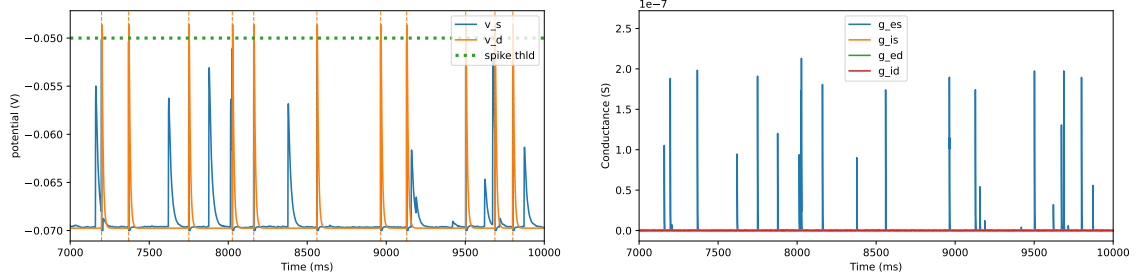 v_s
v_d
spike thld
−0.050
−0.055
−0.060
−0.065
−0.070
potential (V)
7000 7500 8000 8500 9000 9500 10000
Time (ms)
1e−7
g_es
g_is
g_ed
g_id
2.5
2.0
1.5
1.0
0.5
0.0
Conductance (S)
7000 7500 8000 8500 9000 9500 10000
Time (ms)